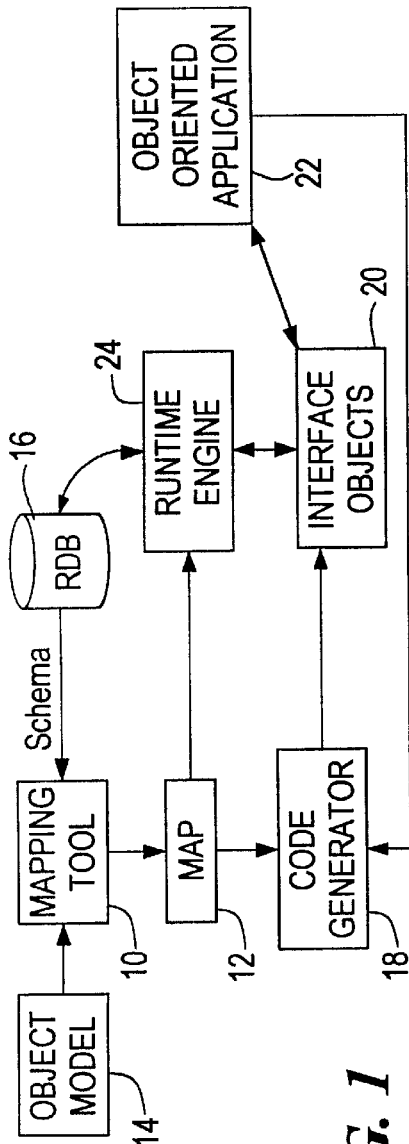 OBJECT
MODEL
14
MAPPING
TOOL
10
Schema
RDB
16
MAP
12
RUNTIME
ENGINE
24
CODE
GENERATOR
18
INTERFACE
OBJECTS
20
OBJECT
ORIENTED
APPLICATION
22
G. 1